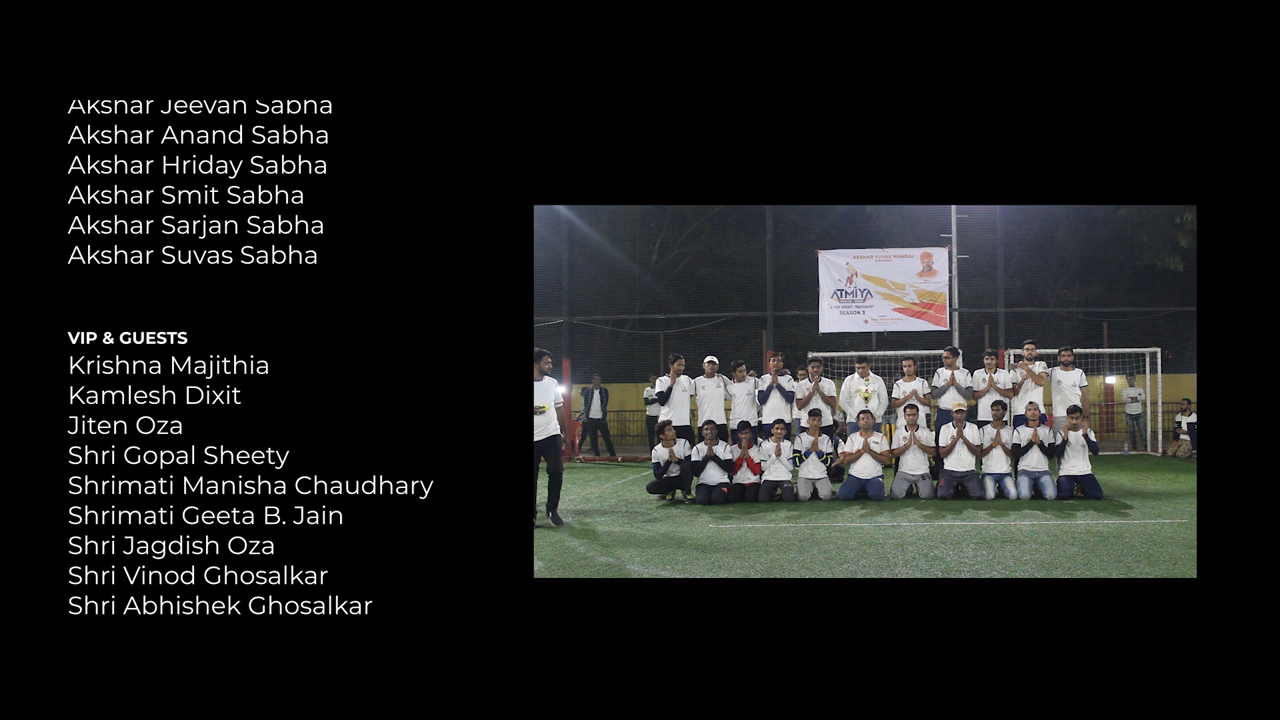 Akshar Jeevan Sabha
Akshar Anand Sabha
Akshar Hriday Sabha
Akshar Smit Sabha
Akshar Sarjan Sabha
Akshar Suvas Sabha
VIP & GUESTS
Krishna Majithia
Kamlesh Dixit
Jiten Oza
Shri Gopal Sheety
Shrimati Manisha Chaudhary
Shrimati Geeta B. Jain
Shri Jagdish Oza
Shri Vinod Ghosalkar
Shri Abhishek Ghosalkar
AKSHAR YUVAK MANDAL
ATMIYA
SEASON 3